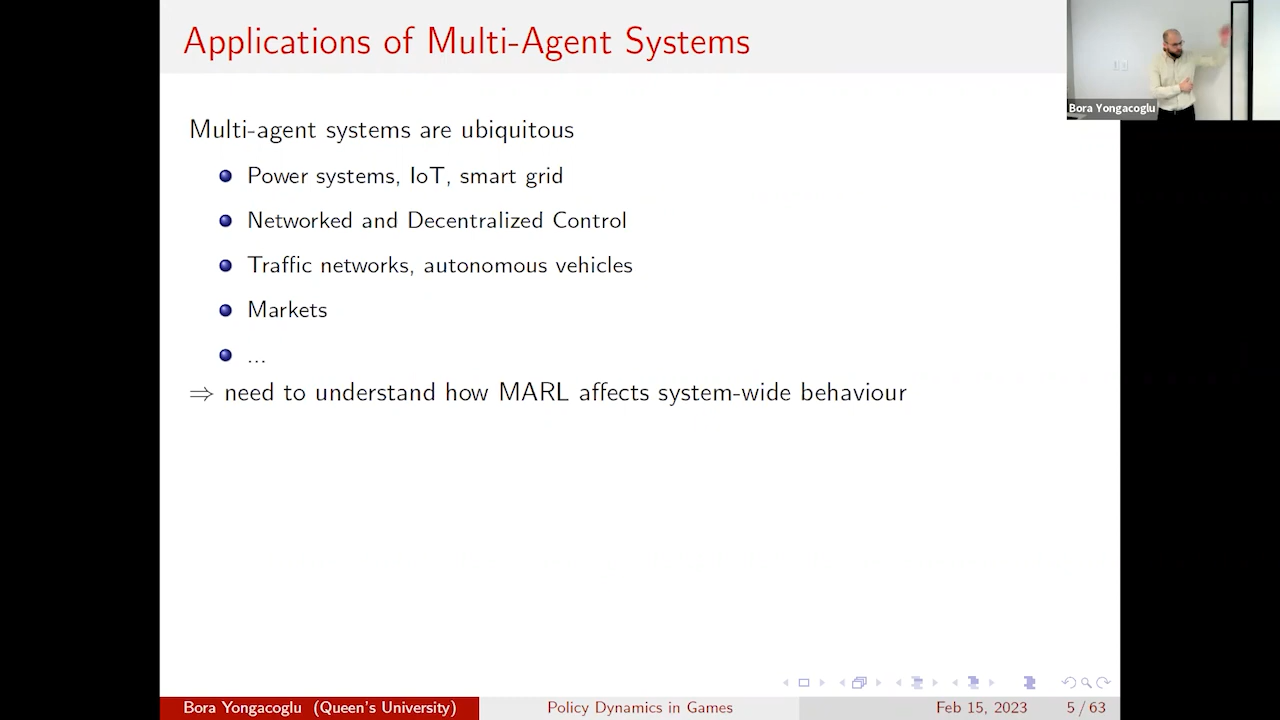 Applications of Multi-Agent Systems
Bora Yongacoglu
Multi-agent systems are ubiquitous
Power systems, IoT, smart grid
Networked and Decentralized Control
Traffic networks, autonomous vehicles
Markets
...
⇒ need to understand how MARL affects system-wide behaviour
Bora Yongacoglu (Queen's University) Policy Dynamics in Games Feb 15, 2023 5 / 63